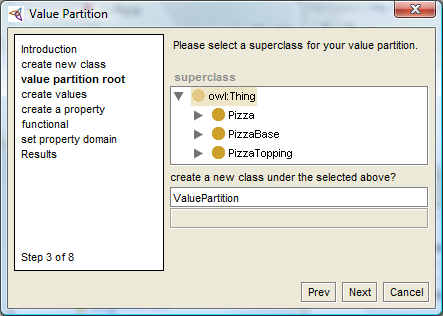 Value Partition
Introduction
create new class
value partition root
create values
create a property
functional
set property domain
Results
Step 3 of 8
Please select a superclass for your value partition.
superclass
owl:Thing
Pizza
PizzaBase
PizzaTopping
create a new class under the selected above?
ValuePartition
Prev
Next
Cancel